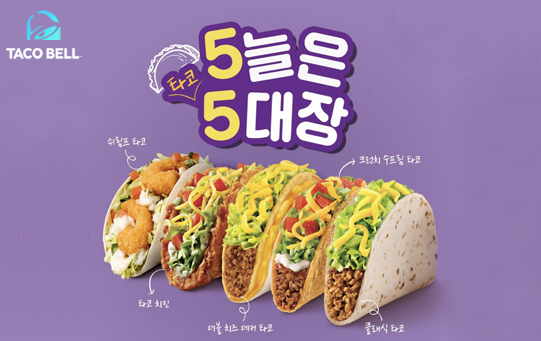 TACO BELL
5늘은
타코
5대장
쉬림프 타코
크런치 수프림 타코
타코 치킨
더블 치즈 데커 타코
클래식 타코